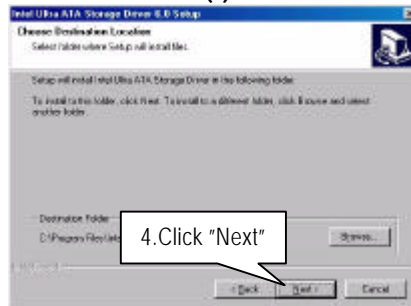 Intel Ultra ATA Storage Driver 6.0 Setup
Choose Destination Location
Select folder where Setup will install files.
Setup will install Intel Ultra ATA Storage Driver in the following folder.
To install to this folder, click Next. To install to a different folder, click Browse and select
another folder.
Destination Folder
C:\Program Files\Inte
Browse...
4.Click "Next"
< Back
Next >
Cancel